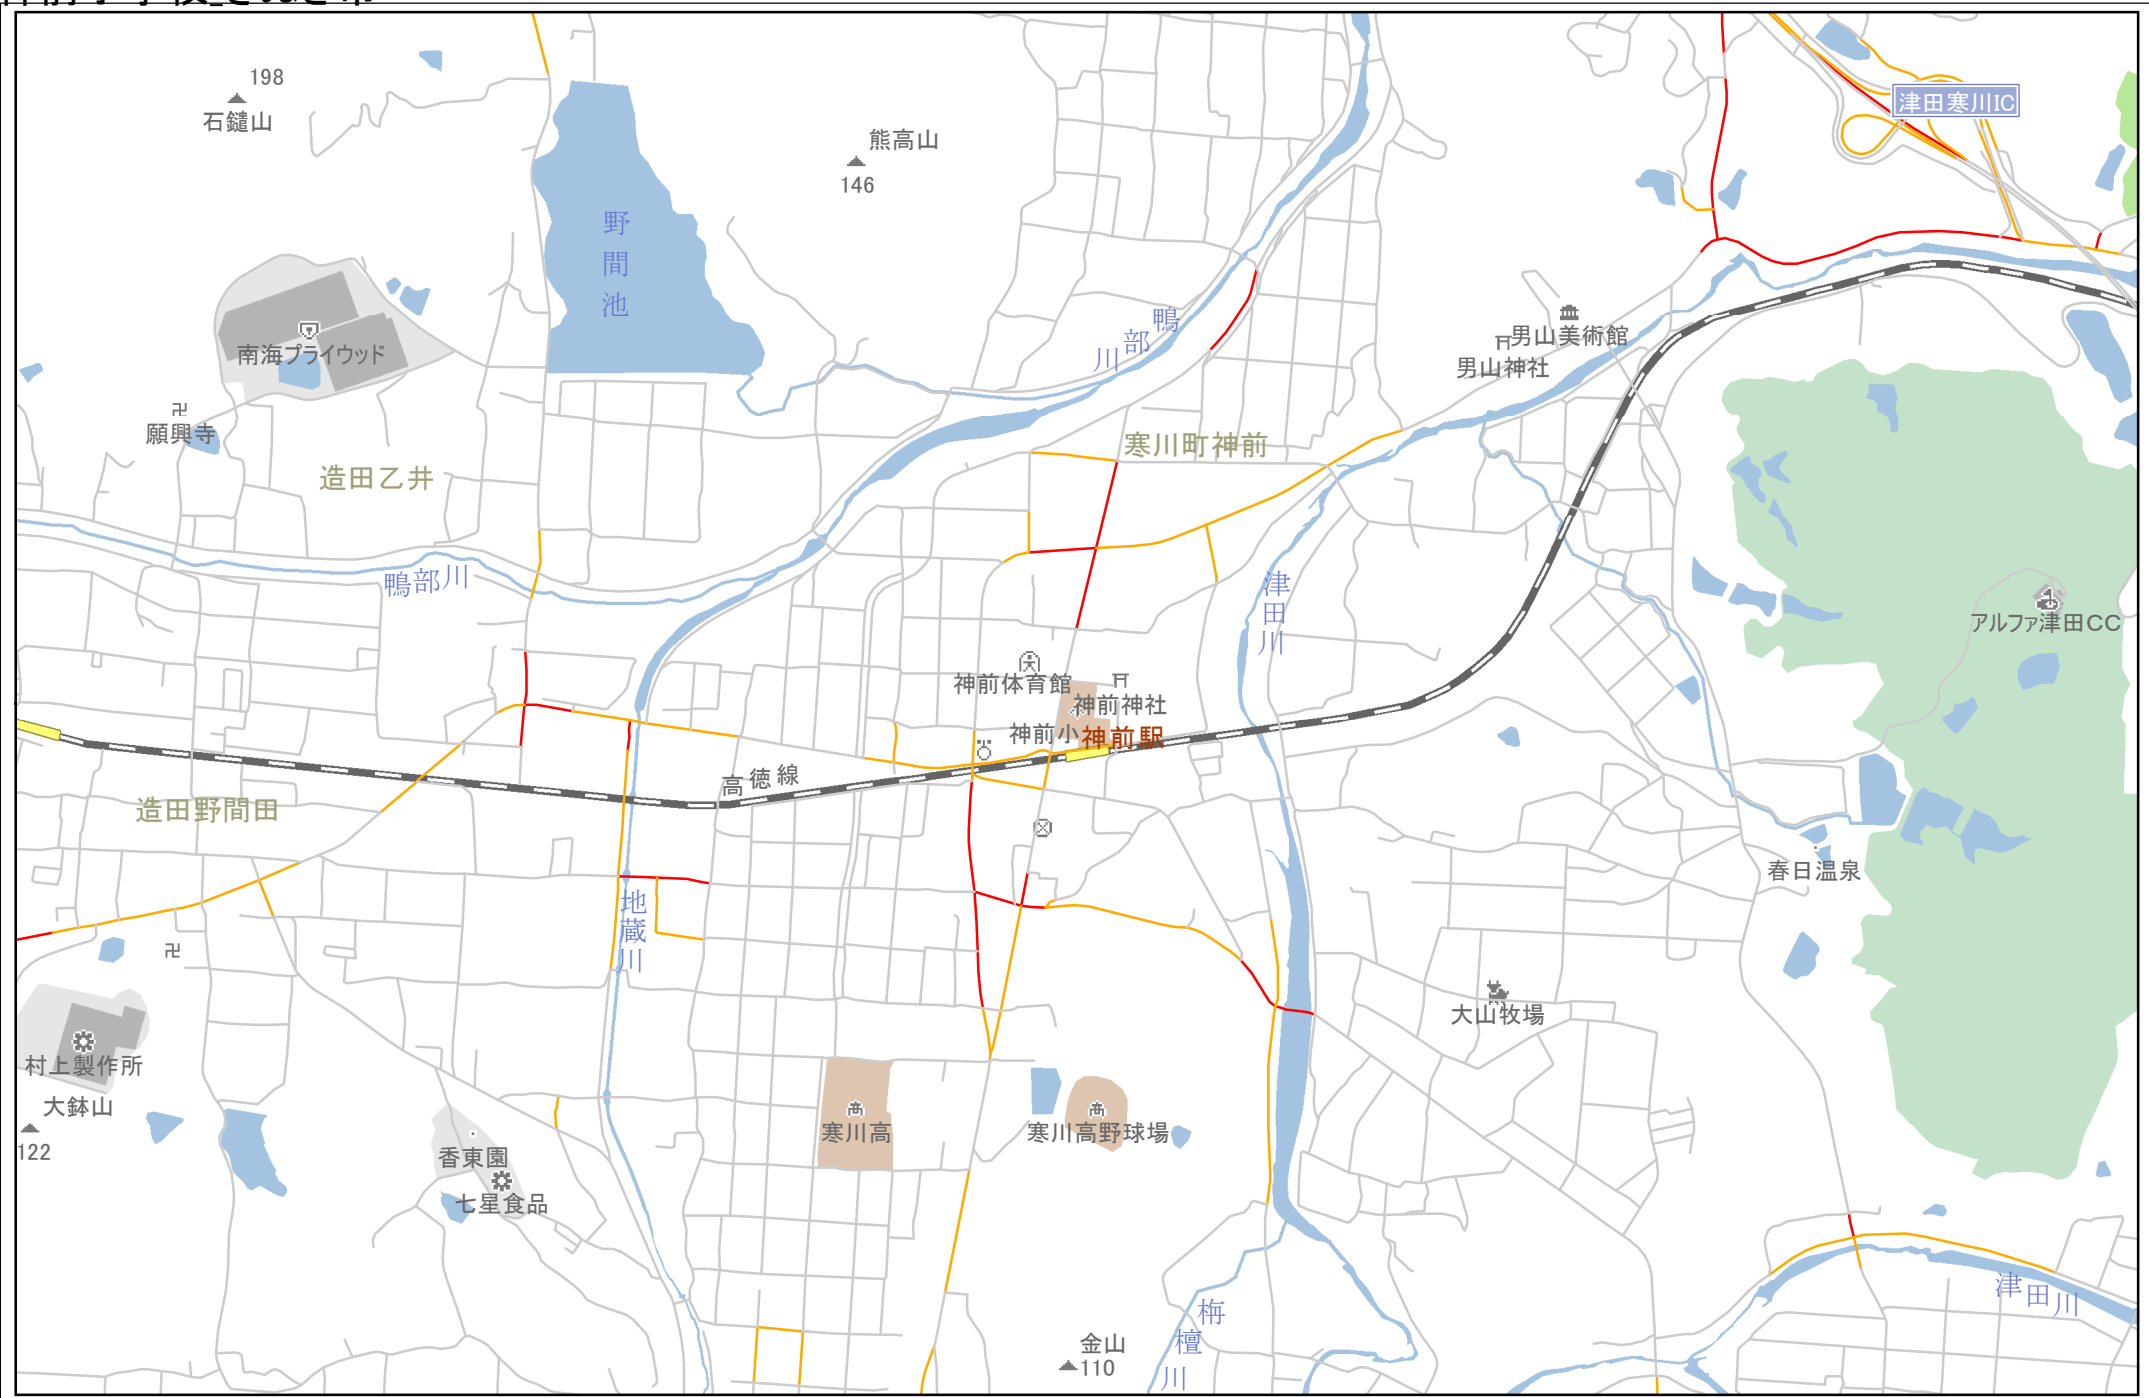 198
石鎚山
熊高山
146
津田寒川IC
野間池
鴨部川
南海プライウッド
男山美術館
男山神社
願興寺
造田乙井
寒川町神前
鴨部川
津田川
アルファ津田CC
神前体育館
神前神社
神前小
神前駅
高徳線
造田野間田
春日温泉
地蔵川
大山牧場
村上製作所
大鉢山
122
寒川高
寒川高野球場
香東園
七星食品
津田川
金山
110
栴檀川